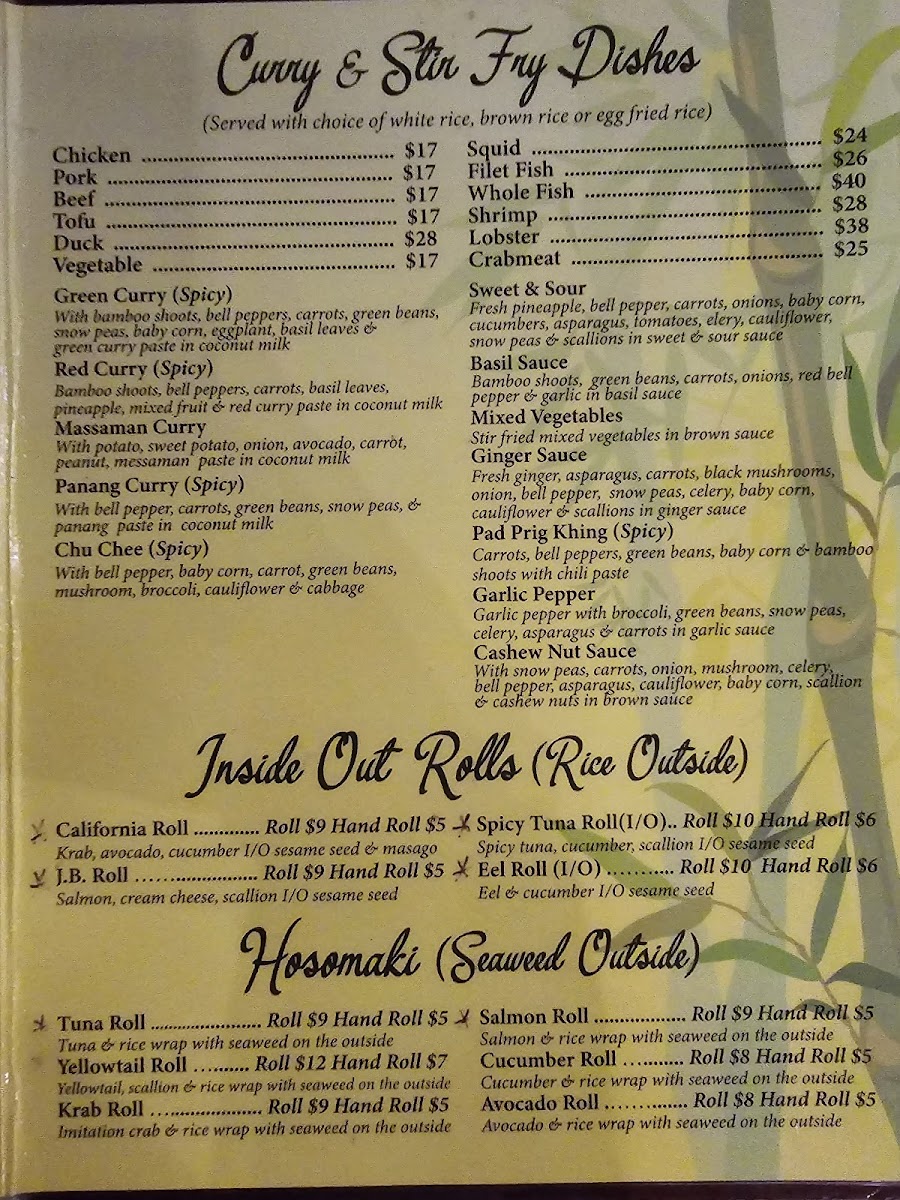 Curry & Stir Fry Dishes
(Served with choice of white rice, brown rice or egg fried rice)
Chicken ........................................ $17
Pork ........................................ $17
Beef ........................................ $17
Tofu ........................................ $17
Duck ........................................ $28
Vegetable ........................................ $17
Green Curry (Spicy)
With bamboo shoots, bell peppers, carrots, green beans,
snow peas, baby corn, eggplant, basil leaves &
green curry paste in coconut milk
Red Curry (Spicy)
Bamboo shoots, bell peppers, carrots, basil leaves,
pineapple, mixed fruit & red curry paste in coconut milk
Massaman Curry
With potato, sweet potato, onion, avocado, carrot,
peanut, messaman paste in coconut milk
Panang Curry (Spicy)
With bell pepper, carrots, green beans, snow peas, &
panang paste in coconut milk
Chu Chee (Spicy)
With bell pepper, baby corn, carrot, green beans,
mushroom, broccoli, cauliflower & cabbage
Squid ........................................ $24
Filet Fish ........................................ $26
Whole Fish ........................................ $40
Shrimp ........................................ $28
Lobster ........................................ $38
Crabmeat ........................................ $25
Sweet & Sour
Fresh pineapple, bell pepper, carrots, onions, baby corn,
cucumbers, asparagus, tomatoes, elery, cauliflower,
snow peas & scallions in sweet & sour sauce
Basil Sauce
Bamboo shoots, green beans, carrots, onions, red bell
pepper & garlic in basil sauce
Mixed Vegetables
Stir fried mixed vegetables in brown sauce
Ginger Sauce
Fresh ginger, asparagus, carrots, black mushrooms,
onion, bell pepper, snow peas, celery, baby corn,
cauliflower & scallions in ginger sauce
Pad Prig Khing (Spicy)
Carrots, bell peppers, green beans, baby corn & bamboo
shoots with chili paste
Garlic Pepper
Garlic pepper with broccoli, green beans, snow peas,
celery, asparagus & carrots in garlic sauce
Cashew Nut Sauce
With snow peas, carrots, onion, mushroom, celery,
bell pepper, asparagus, cauliflower, baby corn, scallion
& cashew nuts in brown sauce
Inside Out Rolls (Rice Outside)
California Roll ............. Roll $9 Hand Roll $5
Krab, avocado, cucumber I/O sesame seed & masago
J.B. Roll ........................ Roll $9 Hand Roll $5
Salmon, cream cheese, scallion I/O sesame seed
Spicy Tuna Roll(I/O).. Roll $10 Hand Roll $6
Spicy tuna, cucumber, scallion I/O sesame seed
Eel Roll (I/O) ........... Roll $10 Hand Roll $6
Eel & cucumber I/O sesame seed
Hosomaki (Seaweed Outside)
Tuna Roll ...................... Roll $9 Hand Roll $5
Tuna & rice wrap with seaweed on the outside
Yellowtail Roll .......... Roll $12 Hand Roll $7
Yellowtail, scallion & rice wrap with seaweed on the outside
Krab Roll ...................... Roll $9 Hand Roll $5
Imitation crab & rice wrap with seaweed on the outside
Salmon Roll .................. Roll $9 Hand Roll $5
Salmon & rice wrap with seaweed on the outside
Cucumber Roll ............ Roll $8 Hand Roll $5
Cucumber & rice wrap with seaweed on the outside
Avocado Roll ................ Roll $8 Hand Roll $5
Avocado & rice wrap with seaweed on the outside